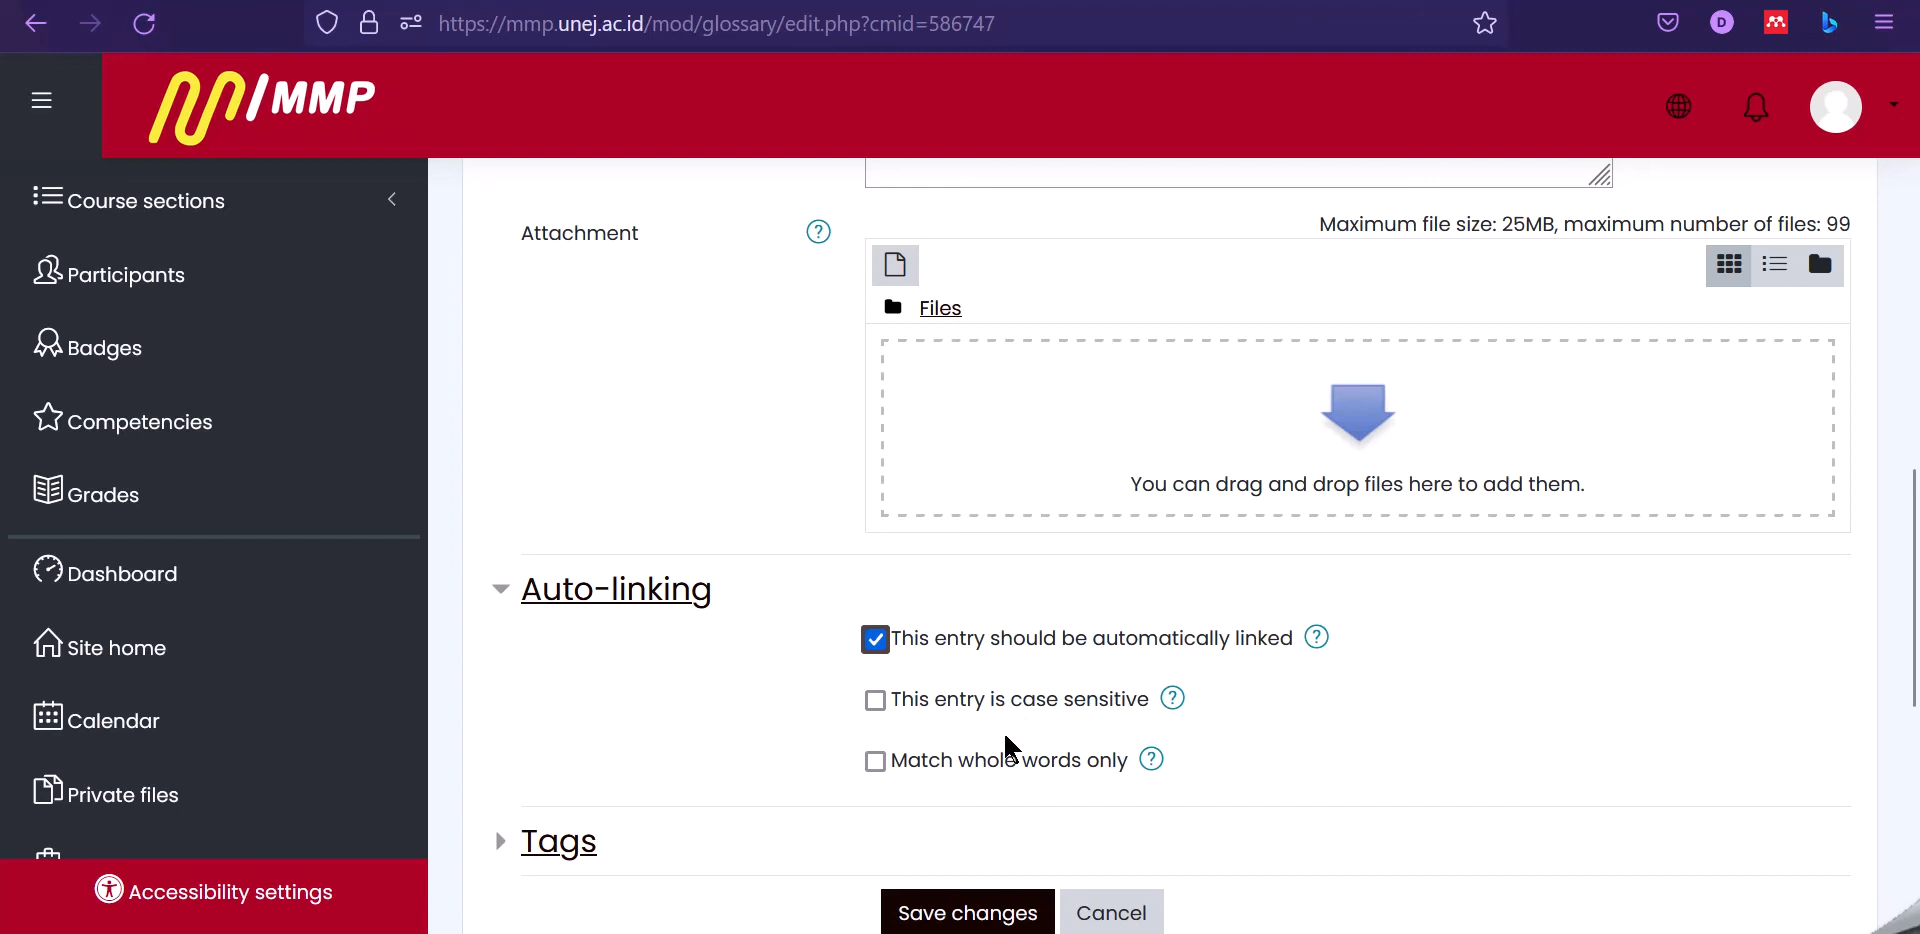 https://mmp.unej.ac.id/mod/glossary/edit.php?cmid=586747
D
MMP
Course sections
Participants
Badges
Competencies
Grades
Dashboard
Site home
Calendar
Private files
Accessibility settings
Attachment
Maximum file size: 25MB, maximum number of files: 99
Files
You can drag and drop files here to add them.
Auto-linking
This entry should be automatically linked
This entry is case sensitive
Match whole words only
Tags
Save changes
Cancel